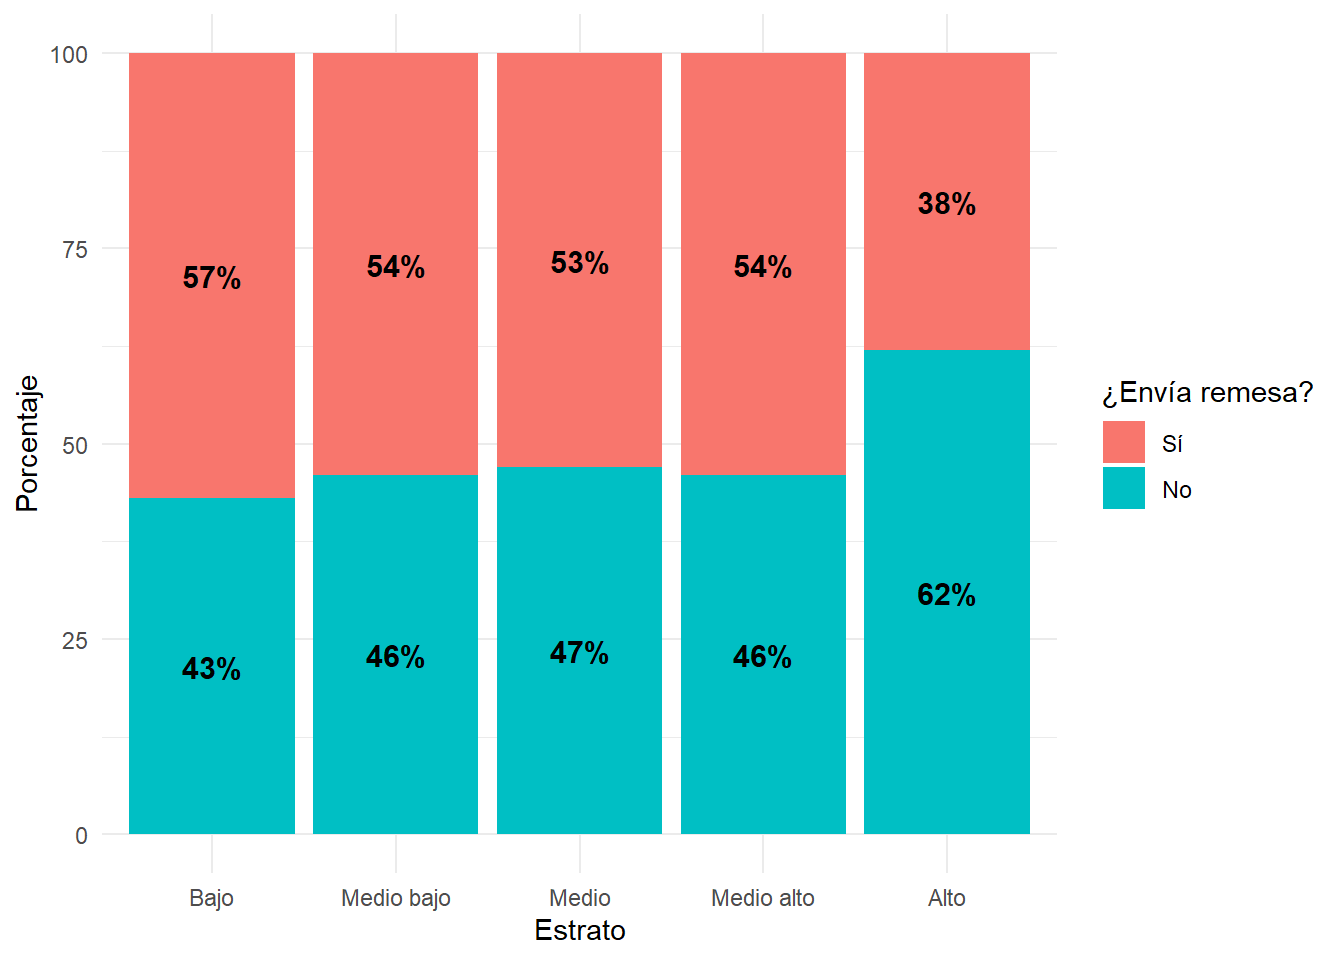 100
75
50
25
0
Porcentaje
57%
54%
53%
54%
38%
43%
46%
47%
46%
62%
Bajo
Medio bajo
Medio
Medio alto
Alto
Estrato
¿Envía remesa?
Sí
No